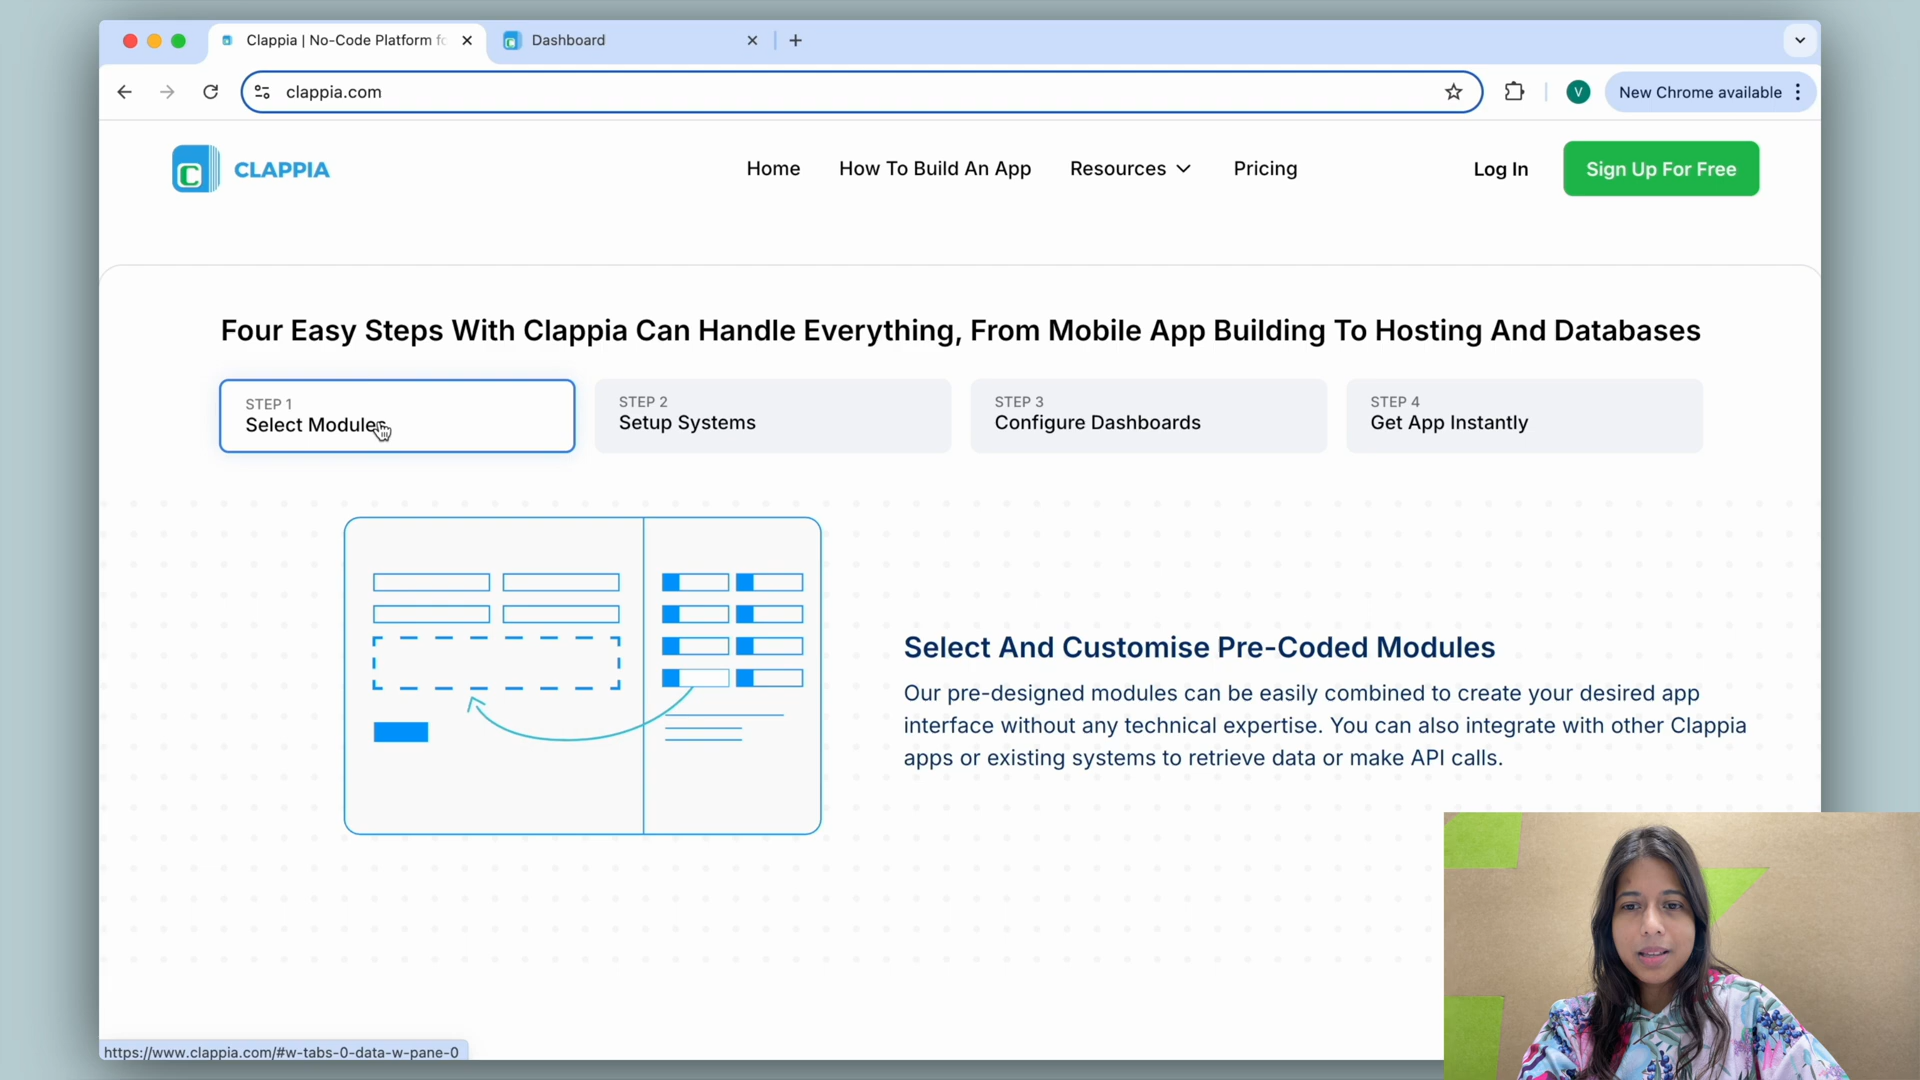 Clappia | No-Code Platform fo
Dashboard
clappia.com
V
New Chrome available
C
CLAPPIA
Home
How To Build An App
Resources
Pricing
Log In
Sign Up For Free
Four Easy Steps With Clappia Can Handle Everything, From Mobile App Building To Hosting And Databases
STEP 1
Select Modules
STEP 2
Setup Systems
STEP 3
Configure Dashboards
STEP 4
Get App Instantly
Select And Customise Pre-Coded Modules
Our pre-designed modules can be easily combined to create your desired app
interface without any technical expertise. You can also integrate with other Clappia
apps or existing systems to retrieve data or make API calls.
https://www.clappia.com/#w-tabs-0-data-w-pane-0